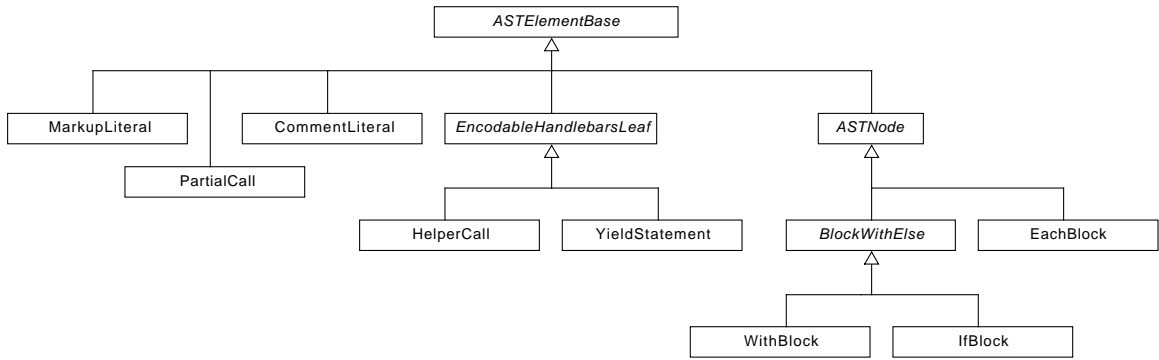 ASTElementBase
MarkupLiteral
CommentLiteral
EncodableHandlebarsLeaf
ASTNode
PartialCall
HelperCall
YieldStatement
BlockWithElse
EachBlock
WithBlock
IfBlock